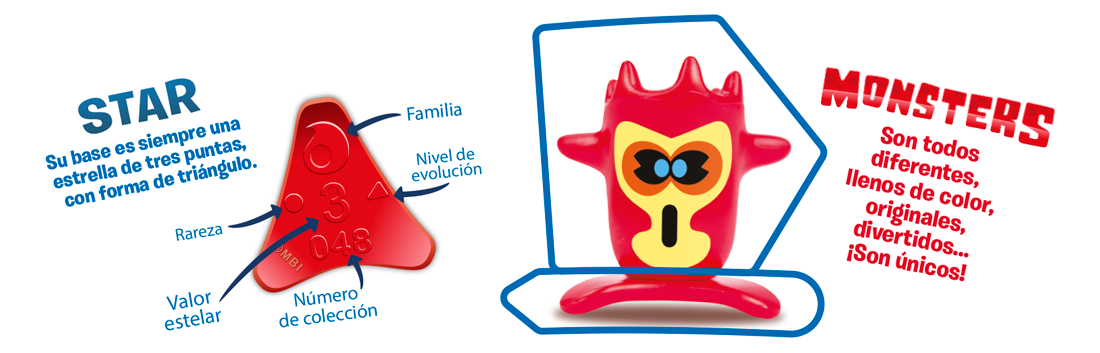 STAR
Su base es siempre una
estrella de tres puntas,
con forma de triángulo.
Familia
Nivel de
evolución
Rareza
3
048
Valor
estelar
Número
de colección
MONSTERS
Son todos
diferentes,
llenos de color,
originales,
divertidos...
¡Son únicos!